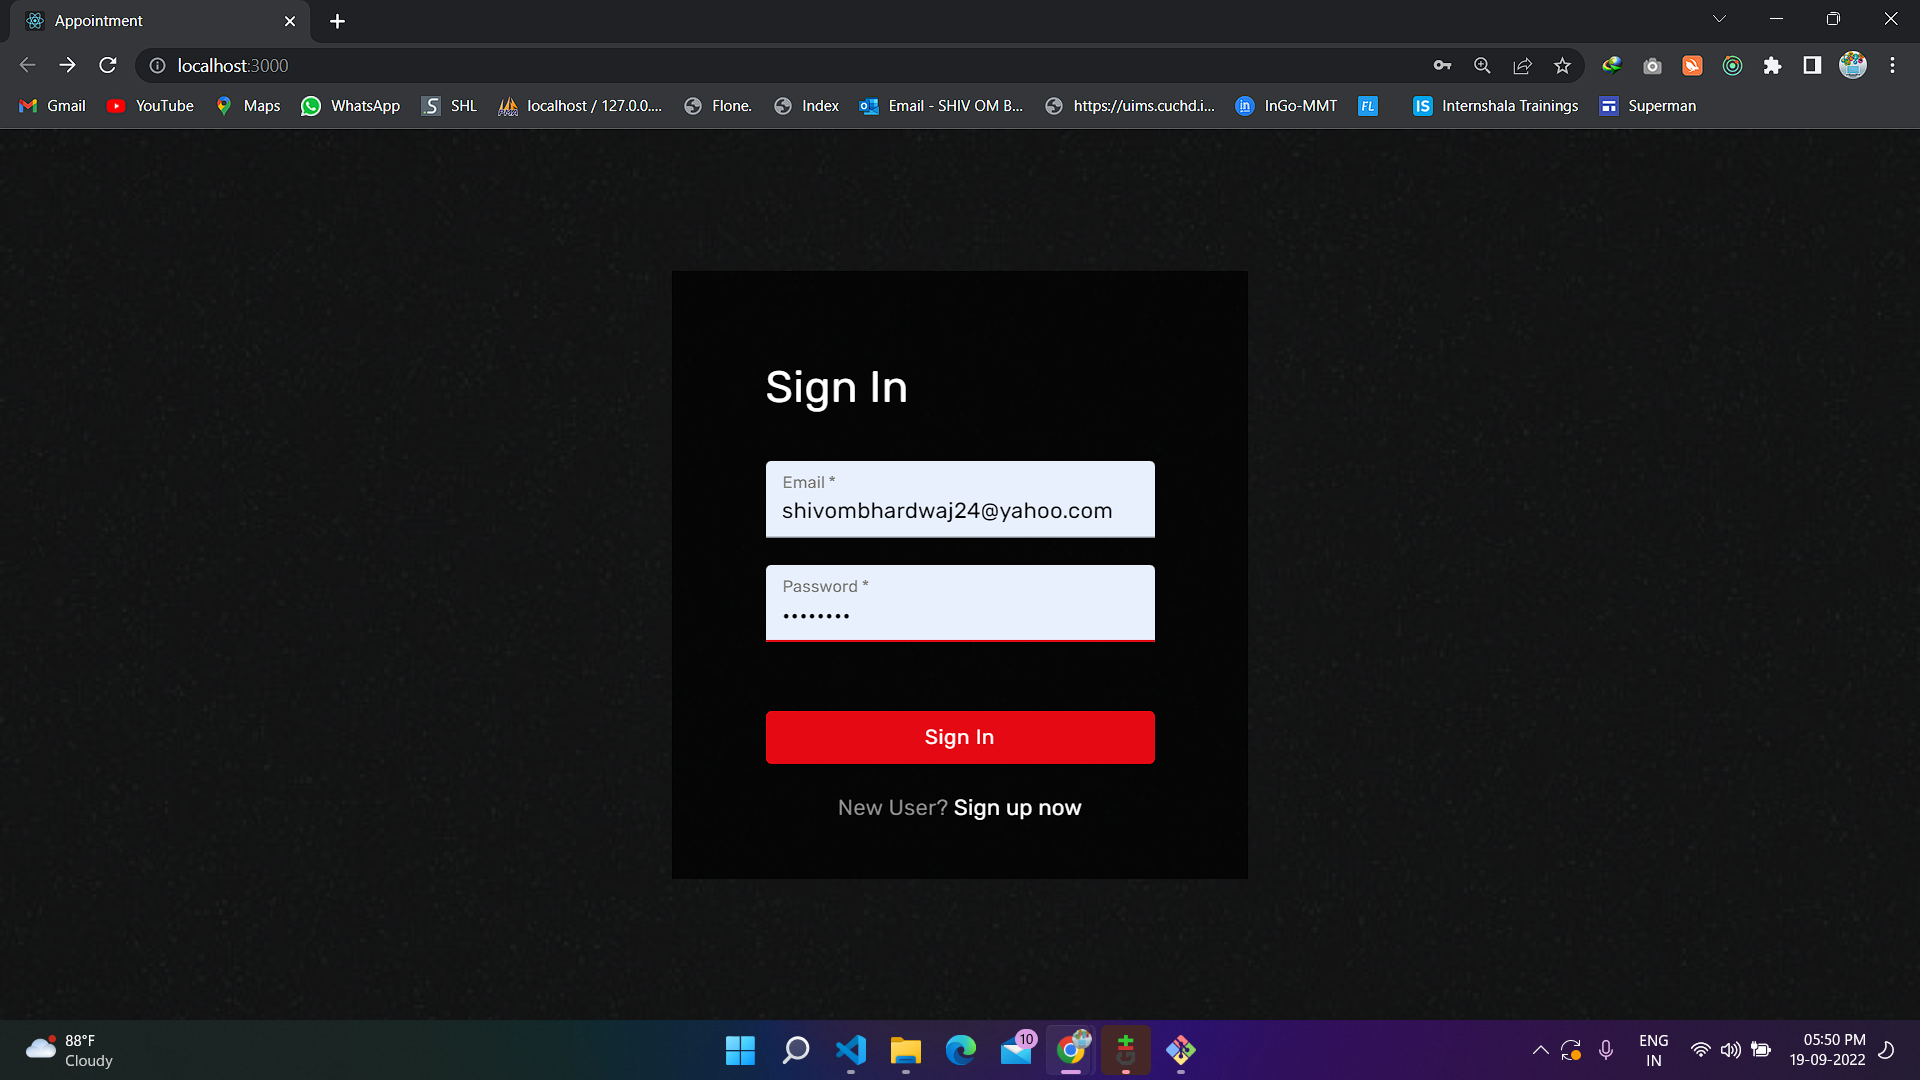 Appointment
localhost:3000
Gmail YouTube Maps WhatsApp SHL localhost / 127.0.0.... Flone. Index Email - SHIV OM B... https://uims.cuchd.i... InGo-MMT FL IS Internshala Trainings Superman
Sign In
Email *
shivombhardwaj24@yahoo.com
Password *
••••••••
Sign In
New User? Sign up now
88°F
Cloudy
10
ENG
IN
05:50 PM
19-09-2022